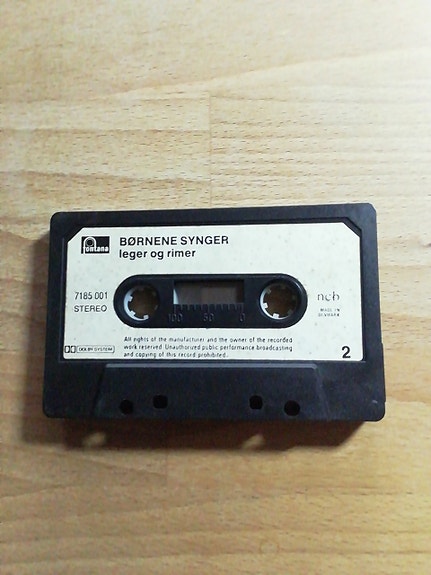 fontana
BØRNENE SYNGER
leger og rimer
7185 001
STEREO
100 50 0
ncb
MADE IN
DENMARK
All rights of the manufacturer and the owner of the recorded
work reserved. Unauthorized public performance broadcasting
and copying of this record prohibited.
DOLBY SYSTEM
2